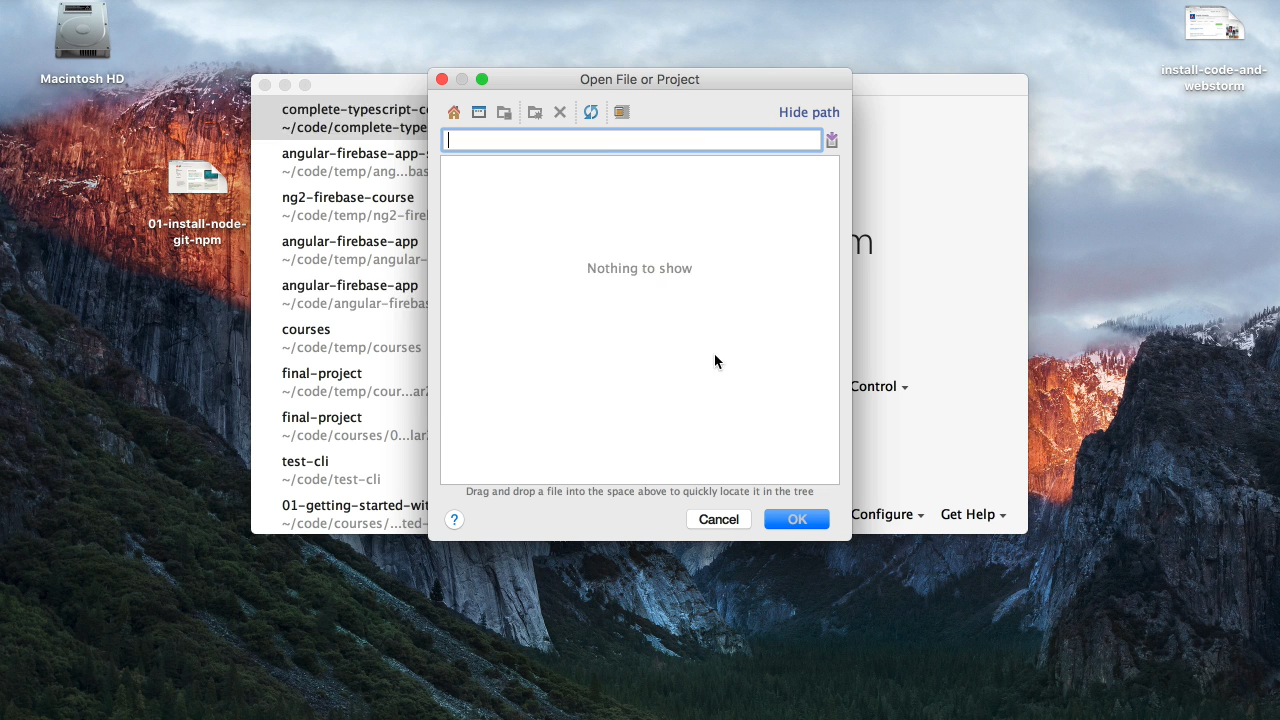 Macintosh HD
install-code-and-
webstorm
01-install-node-
git-npm
Open File or Project
Hide path
Nothing to show
Drag and drop a file into the space above to quickly locate it in the tree
?
Cancel
OK
complete-typescript-co
~/code/complete-type
angular-firebase-app-s
~/code/temp/ang...bas
ng2-firebase-course
~/code/temp/ng2-fire
angular-firebase-app
~/code/temp/angular-
angular-firebase-app
~/code/angular-fireba
courses
~/code/temp/courses
final-project
~/code/temp/cour...ar2
final-project
~/code/courses/0...lar
test-cli
~/code/test-cli
01-getting-started-wit
~/code/courses/...ted-
m
Control
Configure
Get Help